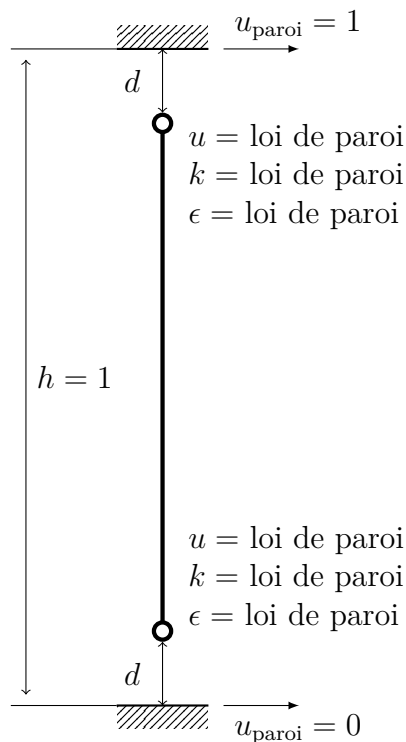 u_paroi = 1
d
u = loi de paroi
k = loi de paroi
ϵ = loi de paroi
h = 1
u = loi de paroi
k = loi de paroi
ϵ = loi de paroi
d
u_paroi = 0